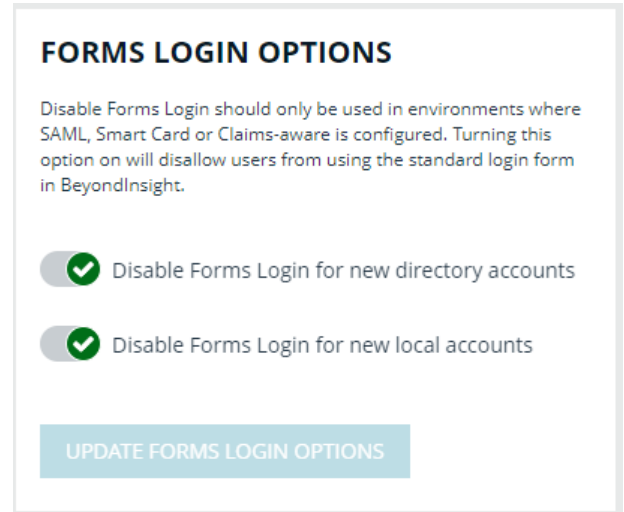 FORMS LOGIN OPTIONS
Disable Forms Login should only be used in environments where
SAML, Smart Card or Claims-aware is configured. Turning this
option on will disallow users from using the standard login form
in BeyondInsight.
Disable Forms Login for new directory accounts
Disable Forms Login for new local accounts
UPDATE FORMS LOGIN OPTIONS